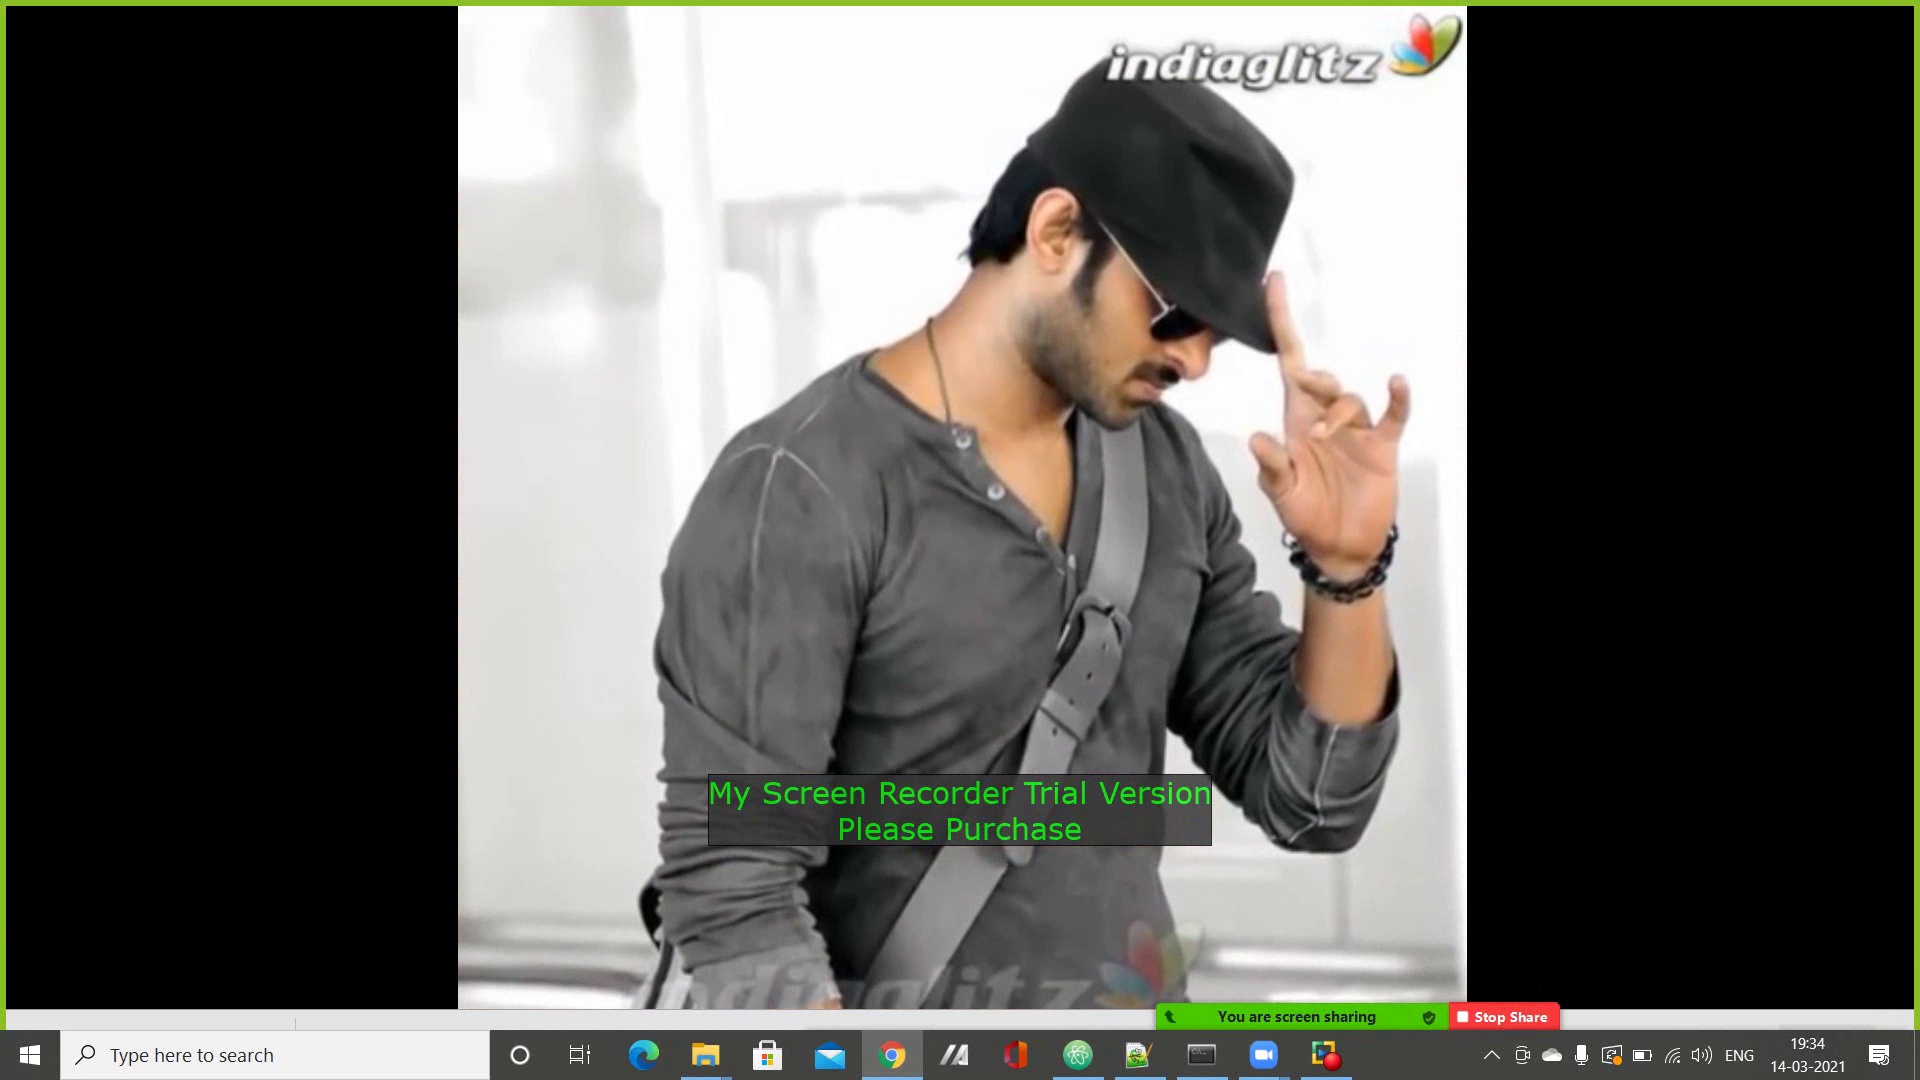 indiaglitz
My Screen Recorder Trial Version
Please Purchase
indiaglitz
You are screen sharing
Stop Share
Type here to search
ENG
19:34
14-03-2021